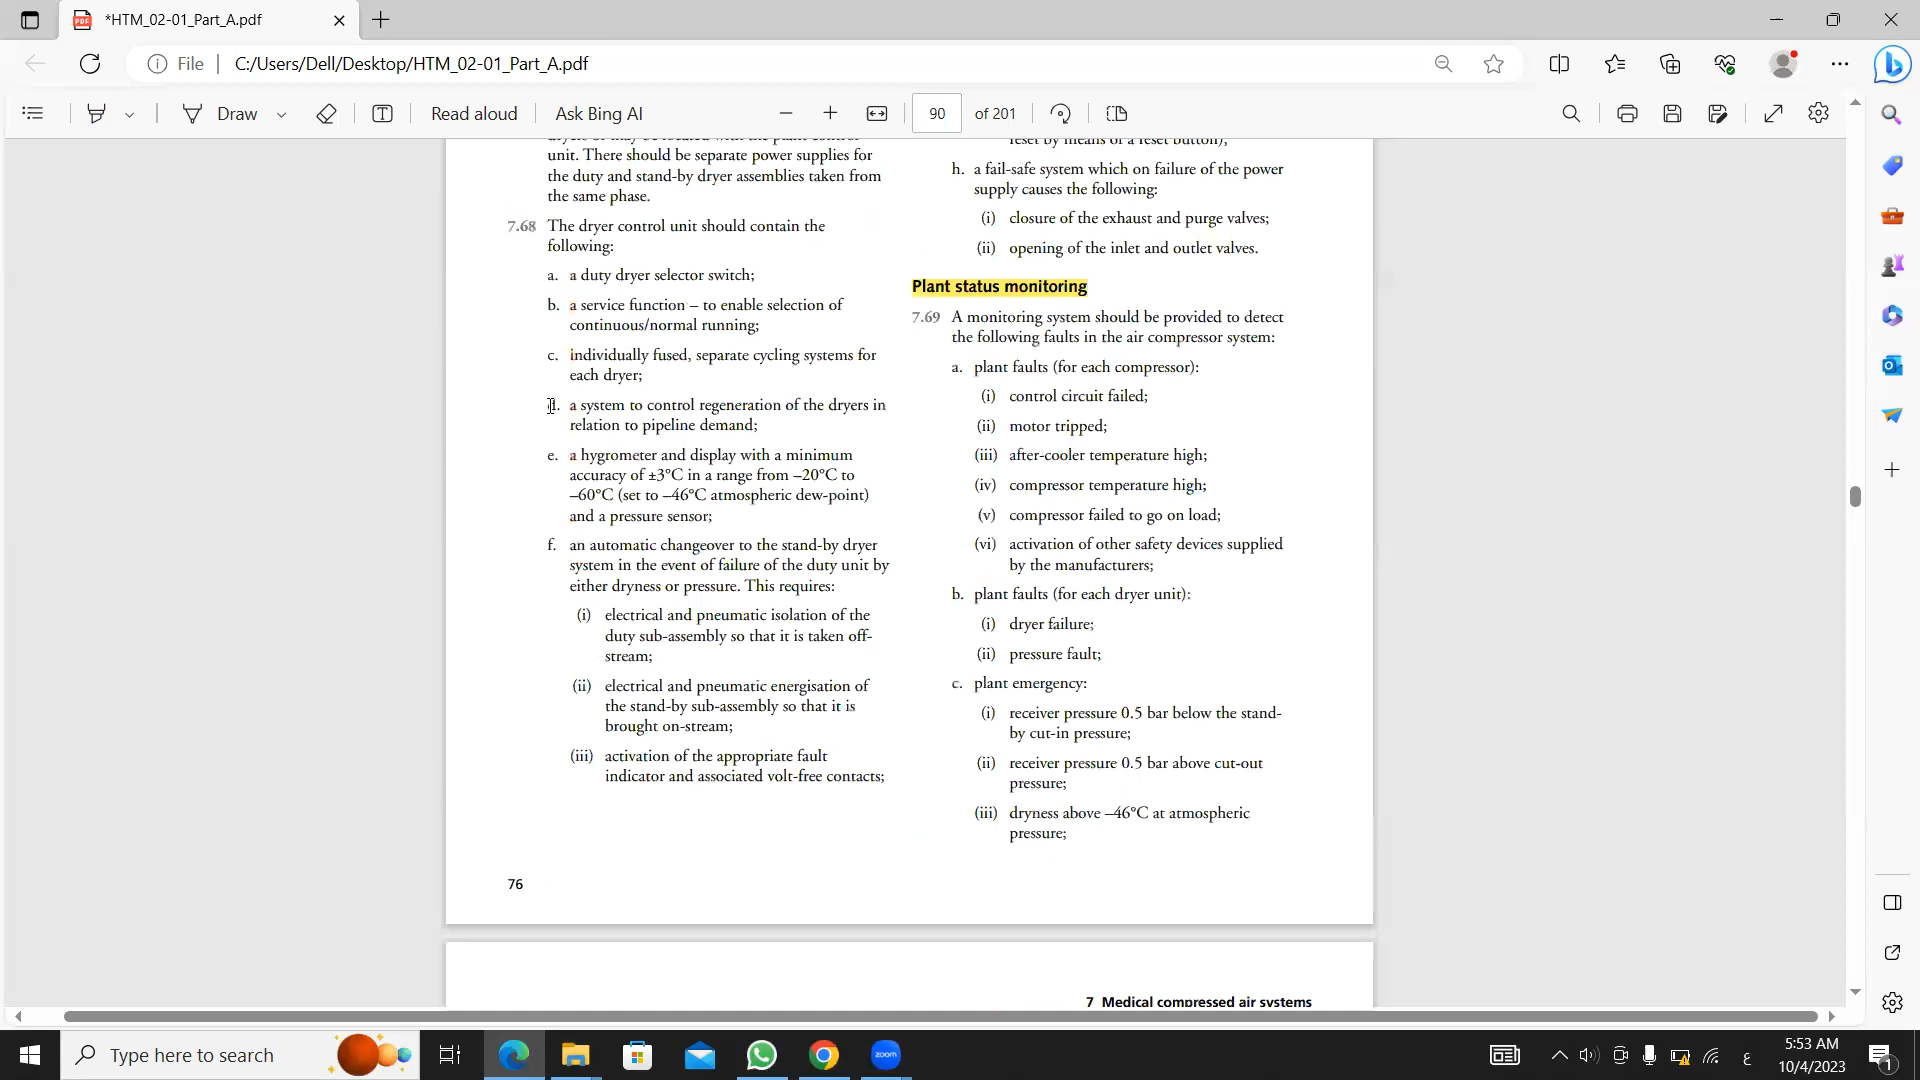 *HTM_02-01_Part_A.pdf
File
C:/Users/Dell/Desktop/HTM_02-01_Part_A.pdf
Draw
Read aloud
Ask Bing AI
90
of 201
unit. There should be separate power supplies for
the duty and stand-by dryer assemblies taken from
the same phase.
7.68 The dryer control unit should contain the
following:
a. a duty dryer selector switch;
b. a service function – to enable selection of
continuous/normal running;
c. individually fused, separate cycling systems for
each dryer;
d. a system to control regeneration of the dryers in
relation to pipeline demand;
e. a hygrometer and display with a minimum
accuracy of ±3°C in a range from –20°C to
–60°C (set to –46°C atmospheric dew-point)
and a pressure sensor;
f. an automatic changeover to the stand-by dryer
system in the event of failure of the duty unit by
either dryness or pressure. This requires:
(i) electrical and pneumatic isolation of the
duty sub-assembly so that it is taken off-
stream;
(ii) electrical and pneumatic energisation of
the stand-by sub-assembly so that it is
brought on-stream;
(iii) activation of the appropriate fault
indicator and associated volt-free contacts;
76
reset by means of a reset button);
h. a fail-safe system which on failure of the power
supply causes the following:
(i) closure of the exhaust and purge valves;
(ii) opening of the inlet and outlet valves.
Plant status monitoring
7.69 A monitoring system should be provided to detect
the following faults in the air compressor system:
a. plant faults (for each compressor):
(i) control circuit failed;
(ii) motor tripped;
(iii) after-cooler temperature high;
(iv) compressor temperature high;
(v) compressor failed to go on load;
(vi) activation of other safety devices supplied
by the manufacturers;
b. plant faults (for each dryer unit):
(i) dryer failure;
(ii) pressure fault;
c. plant emergency:
(i) receiver pressure 0.5 bar below the stand-
by cut-in pressure;
(ii) receiver pressure 0.5 bar above cut-out
pressure;
(iii) dryness above –46°C at atmospheric
pressure;
7 Medical compressed air systems
Type here to search
zoom
ع
5:53 AM
10/4/2023
1